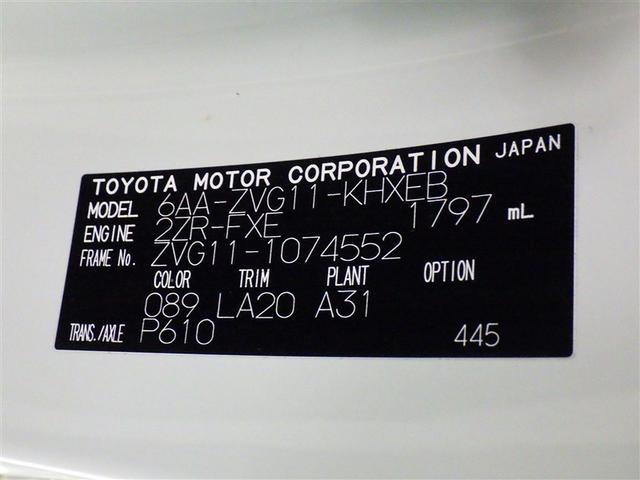 TOYOTA MOTOR CORPORATION JAPAN
MODEL 6AA-ZVG11-KHXEB
ENGINE 2ZR-FXE 1797 mL
FRAME No. ZVG11-1074552
COLOR TRIM PLANT OPTION
089 LA20 A31
TRANS./AXLE P610 445